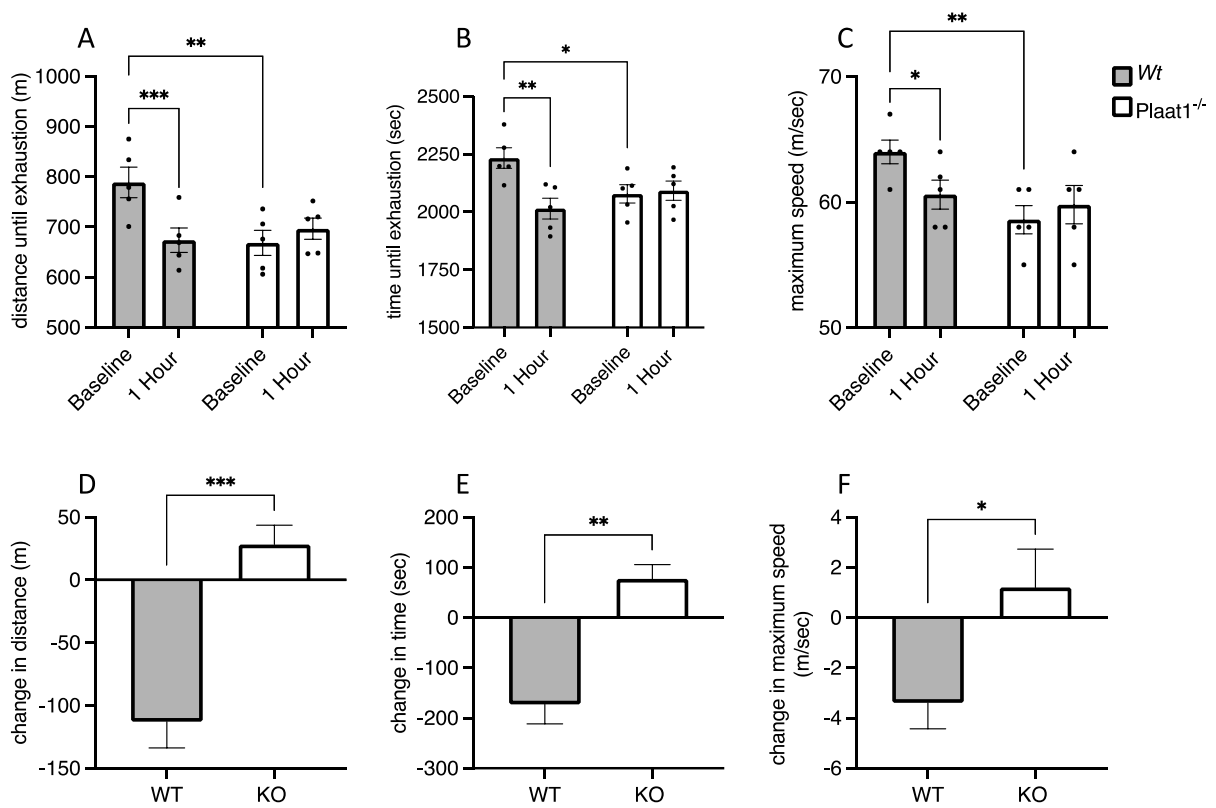 A
distance until exhaustion (m)
1000
900
800
700
600
500
**
***
Baseline
1 Hour
Baseline
1 Hour
B
time until exhaustion (sec)
2500
2250
2000
1750
1500
*
**
Baseline
1 Hour
Baseline
1 Hour
C
maximum speed (m/sec)
70
60
50
**
*
Baseline
1 Hour
Baseline
1 Hour
Wt
Plaat1-/-
D
change in distance (m)
50
0
-50
-100
-150
***
WT
KO
E
change in time (sec)
200
100
0
-100
-200
-300
**
WT
KO
F
change in maximum speed
(m/sec)
4
2
0
-2
-4
-6
*
WT
KO